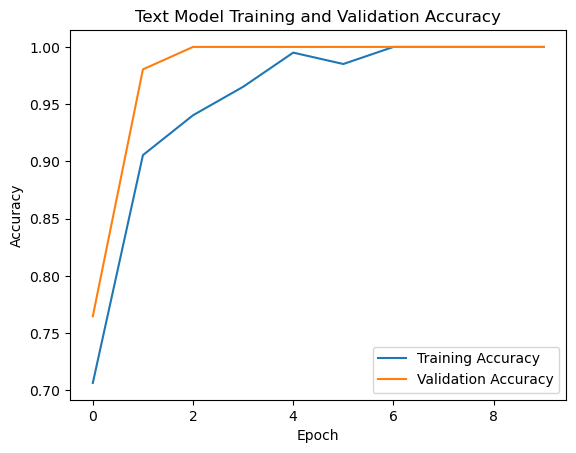 Text Model Training and Validation Accuracy
1.00
0.95
0.90
0.85
0.80
0.75
0.70
Accuracy
Training Accuracy
Validation Accuracy
0 2 4 6 8
Epoch